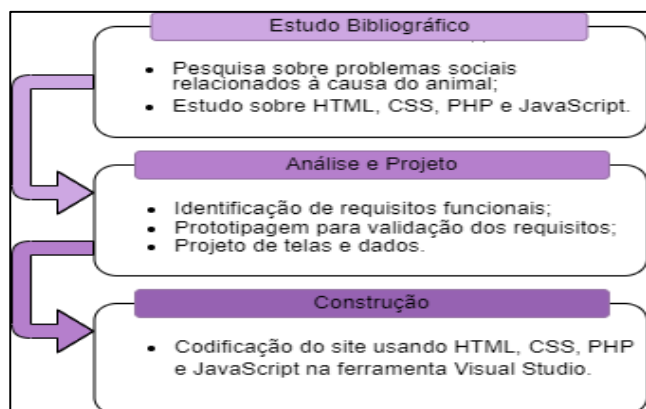 Estudo Bibliográfico
• Pesquisa sobre problemas sociais
relacionados à causa do animal;
• Estudo sobre HTML, CSS, PHP e JavaScript.
Análise e Projeto
• Identificação de requisitos funcionais;
• Prototipagem para validação dos requisitos;
• Projeto de telas e dados.
Construção
• Codificação do site usando HTML, CSS, PHP
e JavaScript na ferramenta Visual Studio.